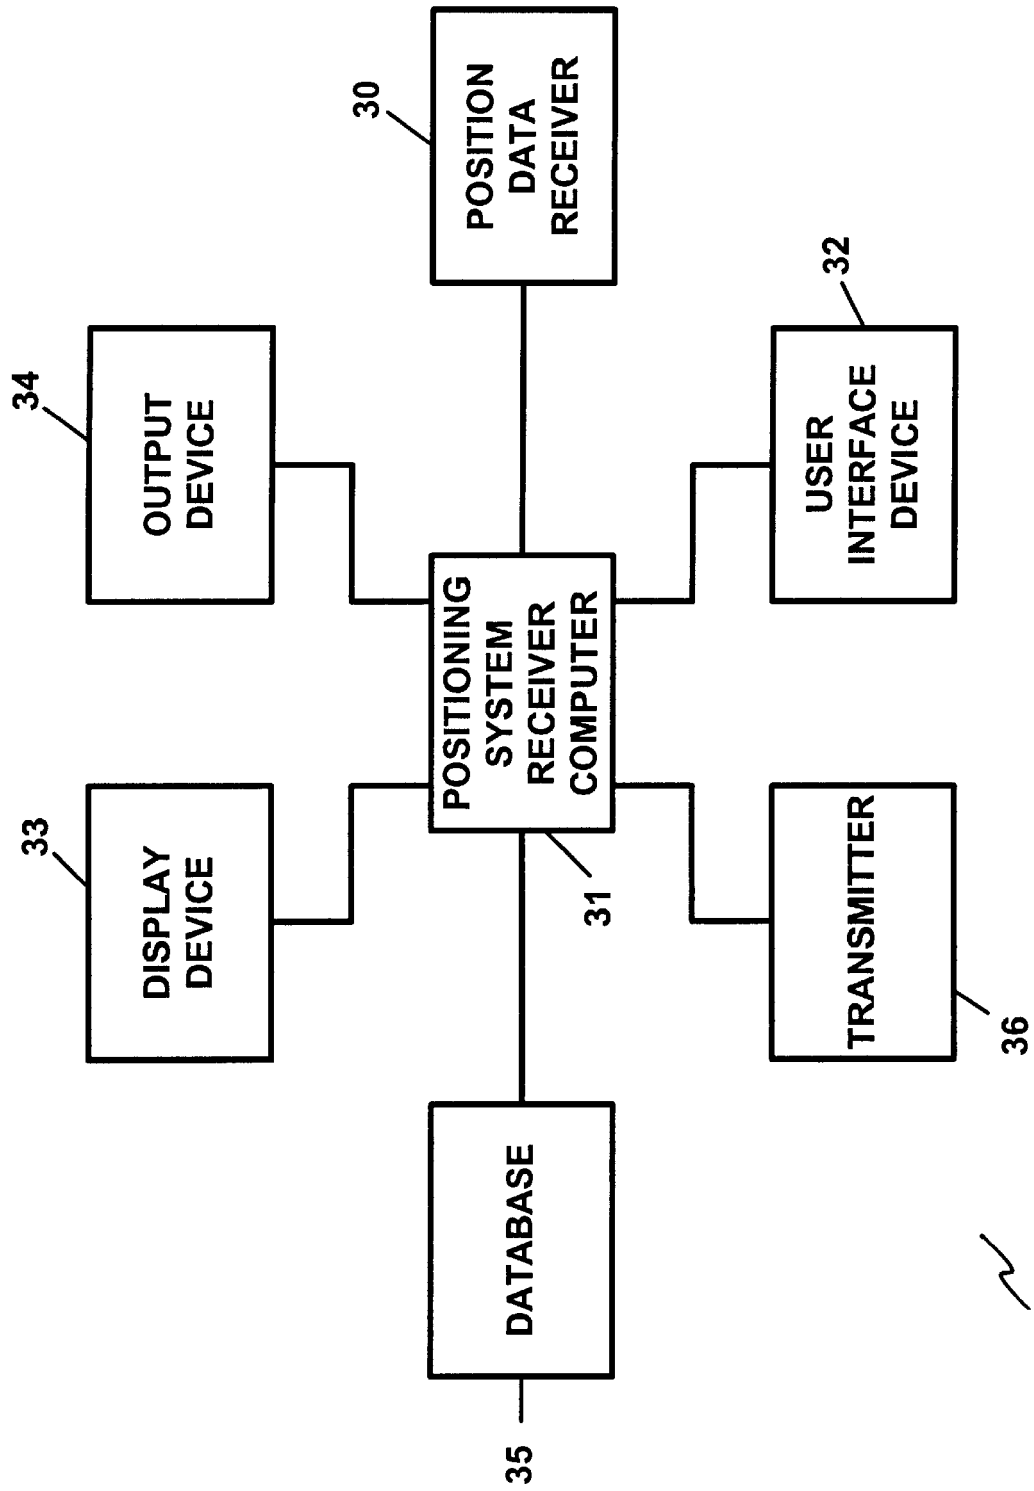 33
DISPLAY
DEVICE
34
OUTPUT
DEVICE
35
DATABASE
POSITIONING
SYSTEM
RECEIVER
COMPUTER
31
30
POSITION
DATA
RECEIVER
TRANSMITTER
36
32
USER
INTERFACE
DEVICE